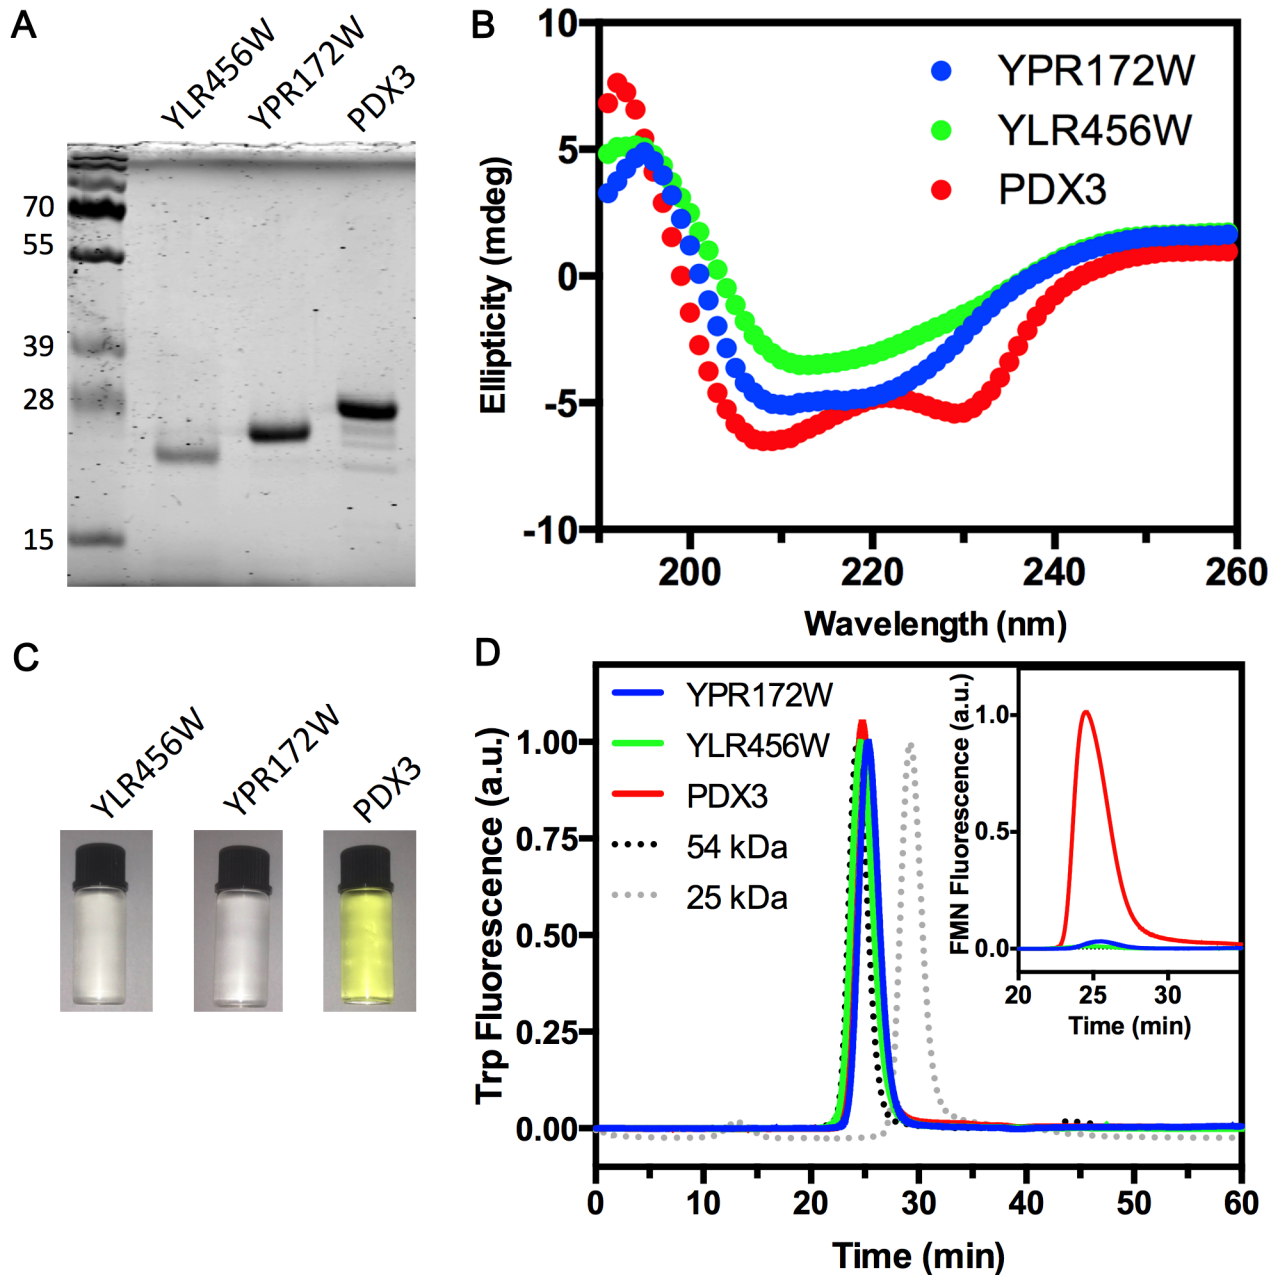 A
YLR456W
YPR172W
PDX3
70
55
39
28
15
B
10
5
0
-5
-10
Ellipticity (mdeg)
YPR172W
YLR456W
PDX3
200
220
240
260
Wavelength (nm)
C
YLR456W
YPR172W
PDX3
D
YPR172W
YLR456W
PDX3
54 kDa
25 kDa
1.00
0.75
0.50
0.25
0.00
Trp Fluorescence (a.u.)
0
10
20
30
40
50
60
Time (min)
FMN Fluorescence (a.u.)
1.0
0.5
0.0
20
25
30
Time (min)